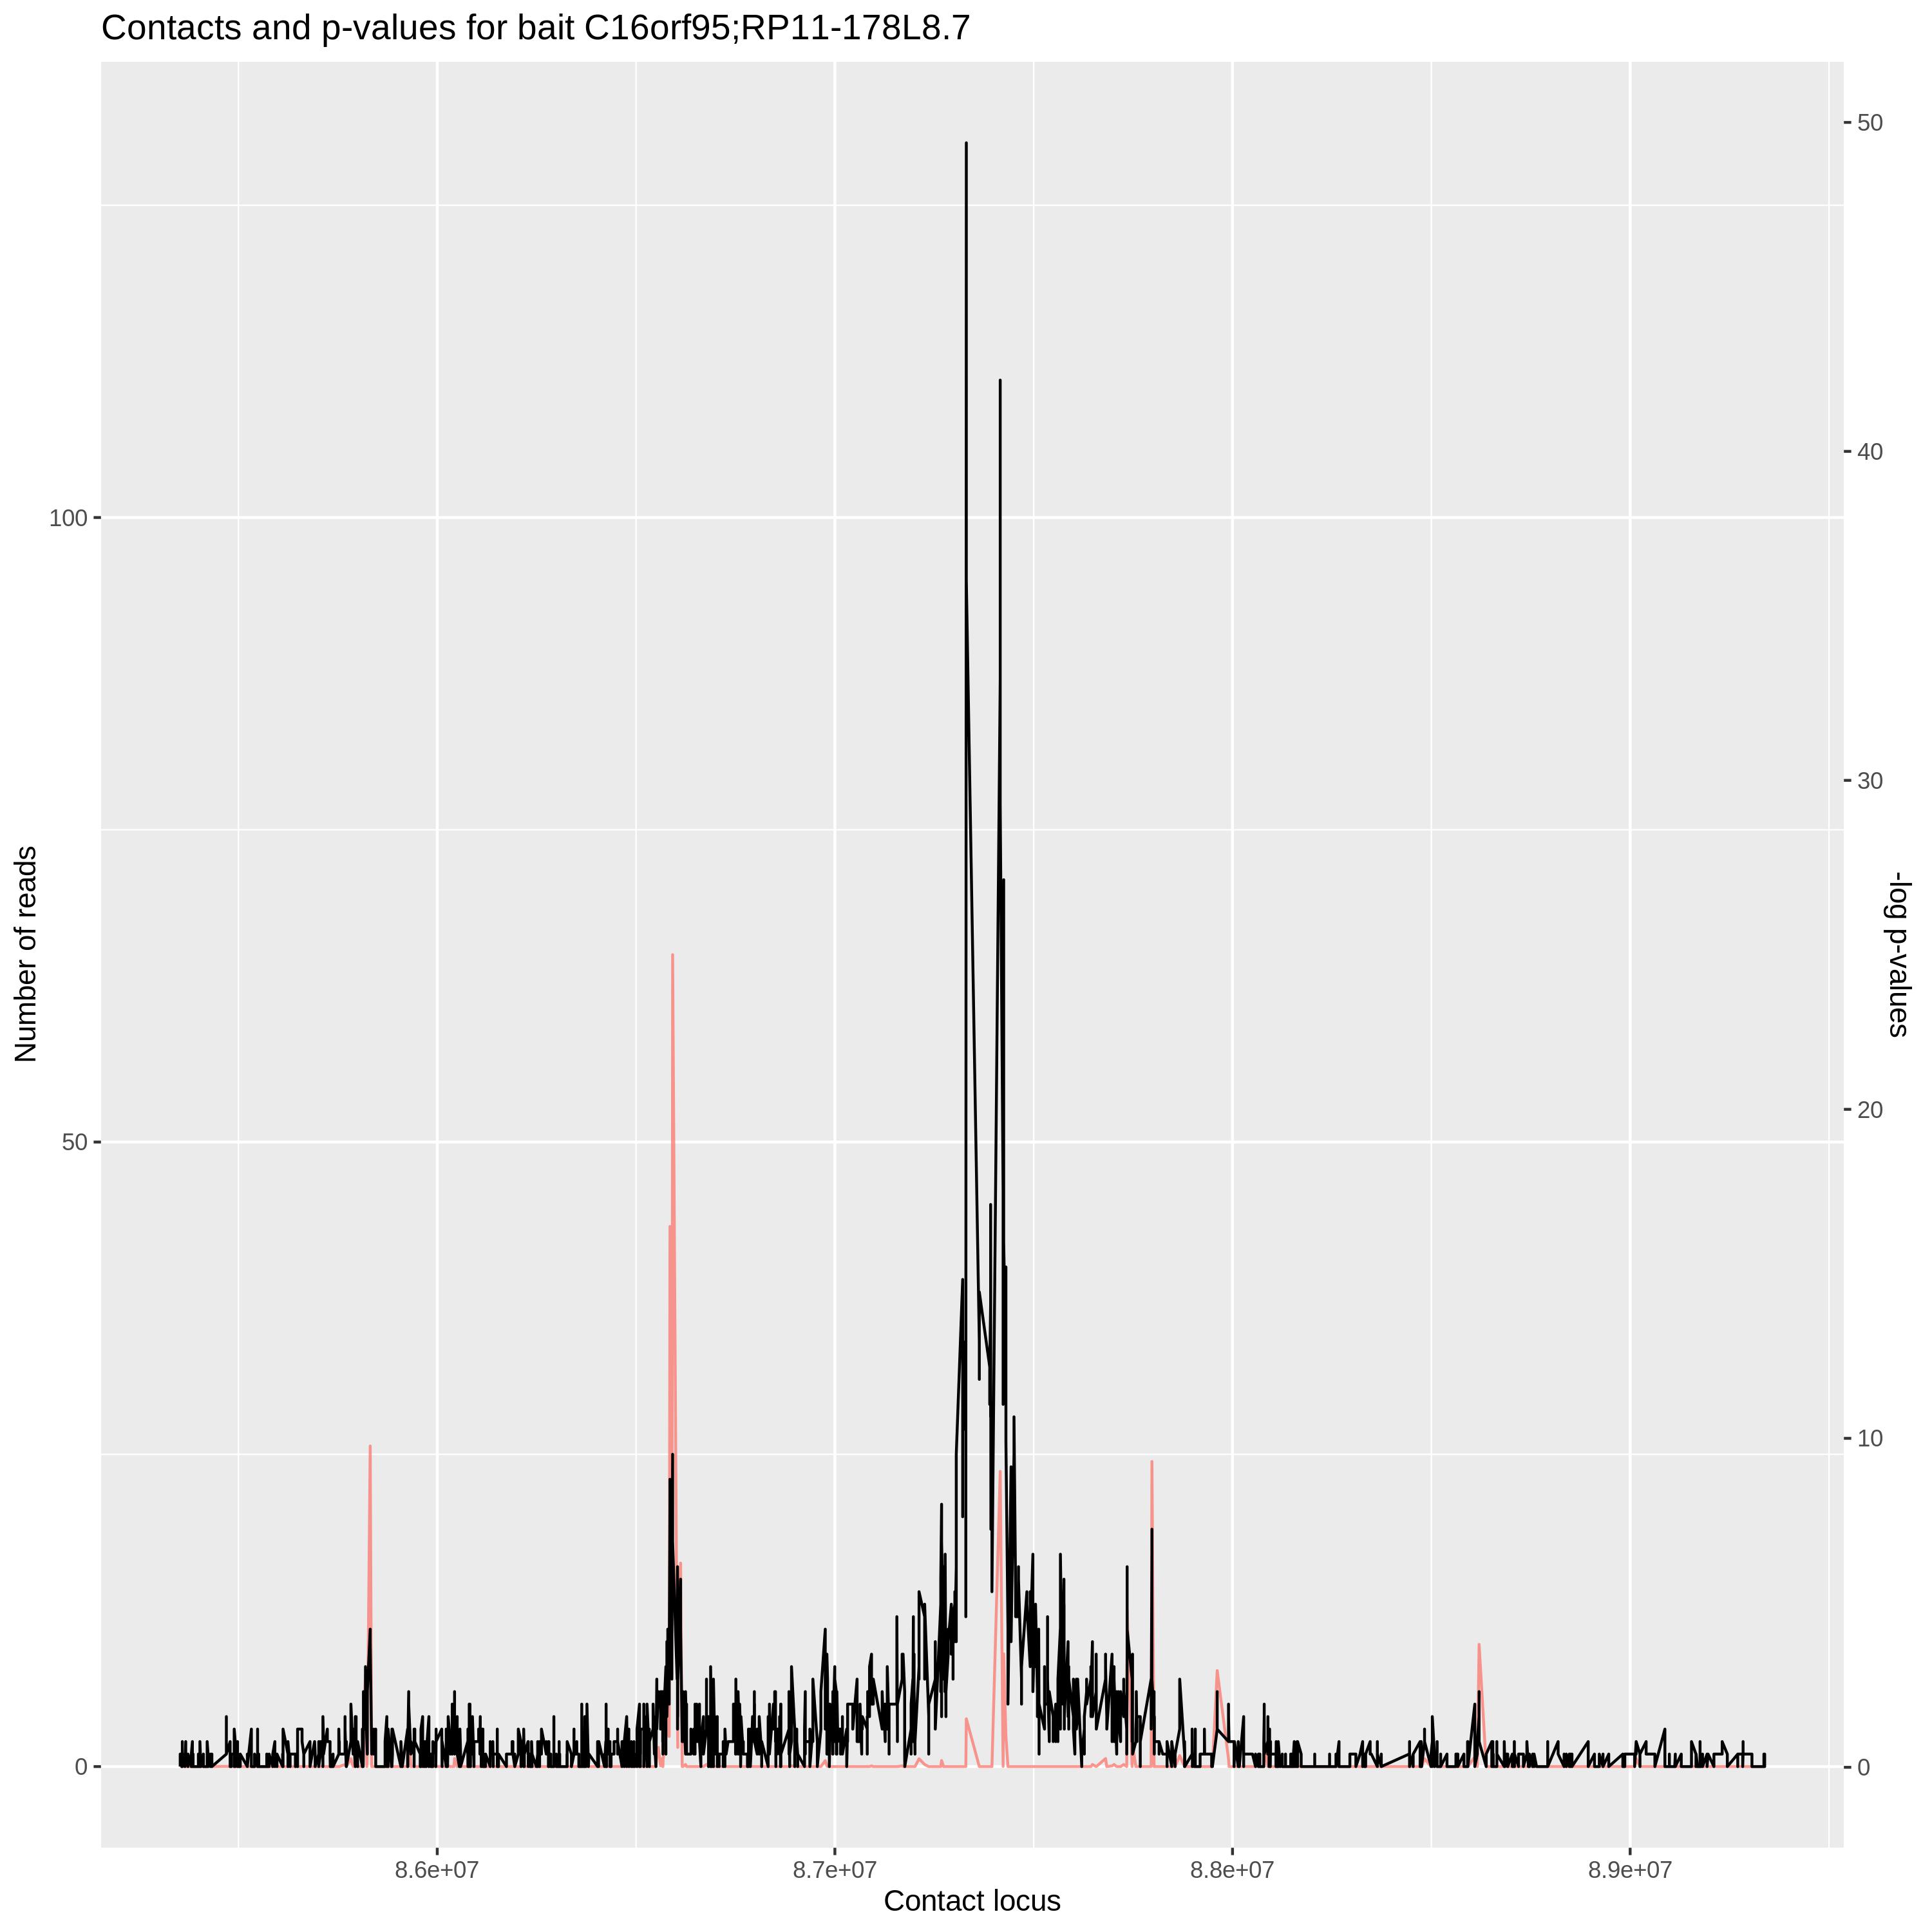 Contacts and p-values for bait C16orf95;RP11-178L8.7
50
40
100
30
Number of reads
-log p-values
20
50
10
0
0
8.6e+07
8.7e+07
8.8e+07
8.9e+07
Contact locus